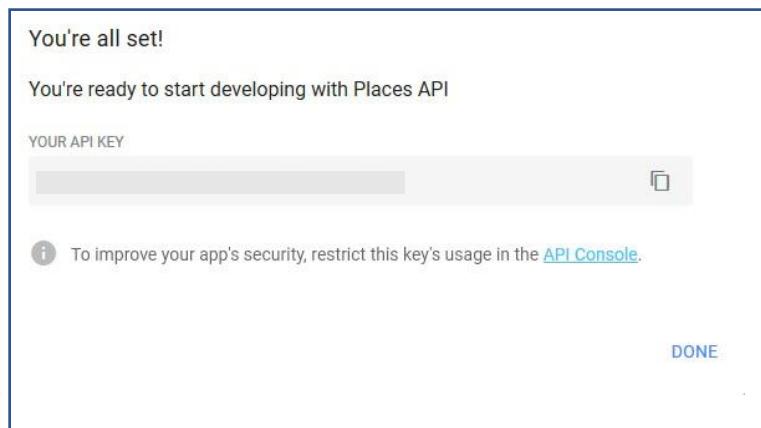 You're all set!
You're ready to start developing with Places API
YOUR API KEY
To improve your app's security, restrict this key's usage in the API Console.
DONE